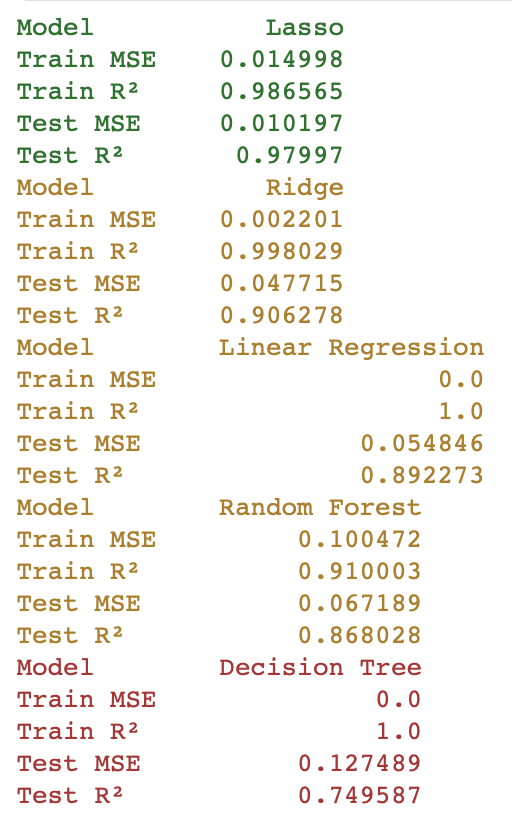 Model Lasso
Train MSE 0.014998
Train R² 0.986565
Test MSE 0.010197
Test R² 0.97997
Model Ridge
Train MSE 0.002201
Train R² 0.998029
Test MSE 0.047715
Test R² 0.906278
Model Linear Regression
Train MSE 0.0
Train R² 1.0
Test MSE 0.054846
Test R² 0.892273
Model Random Forest
Train MSE 0.100472
Train R² 0.910003
Test MSE 0.067189
Test R² 0.868028
Model Decision Tree
Train MSE 0.0
Train R² 1.0
Test MSE 0.127489
Test R² 0.749587